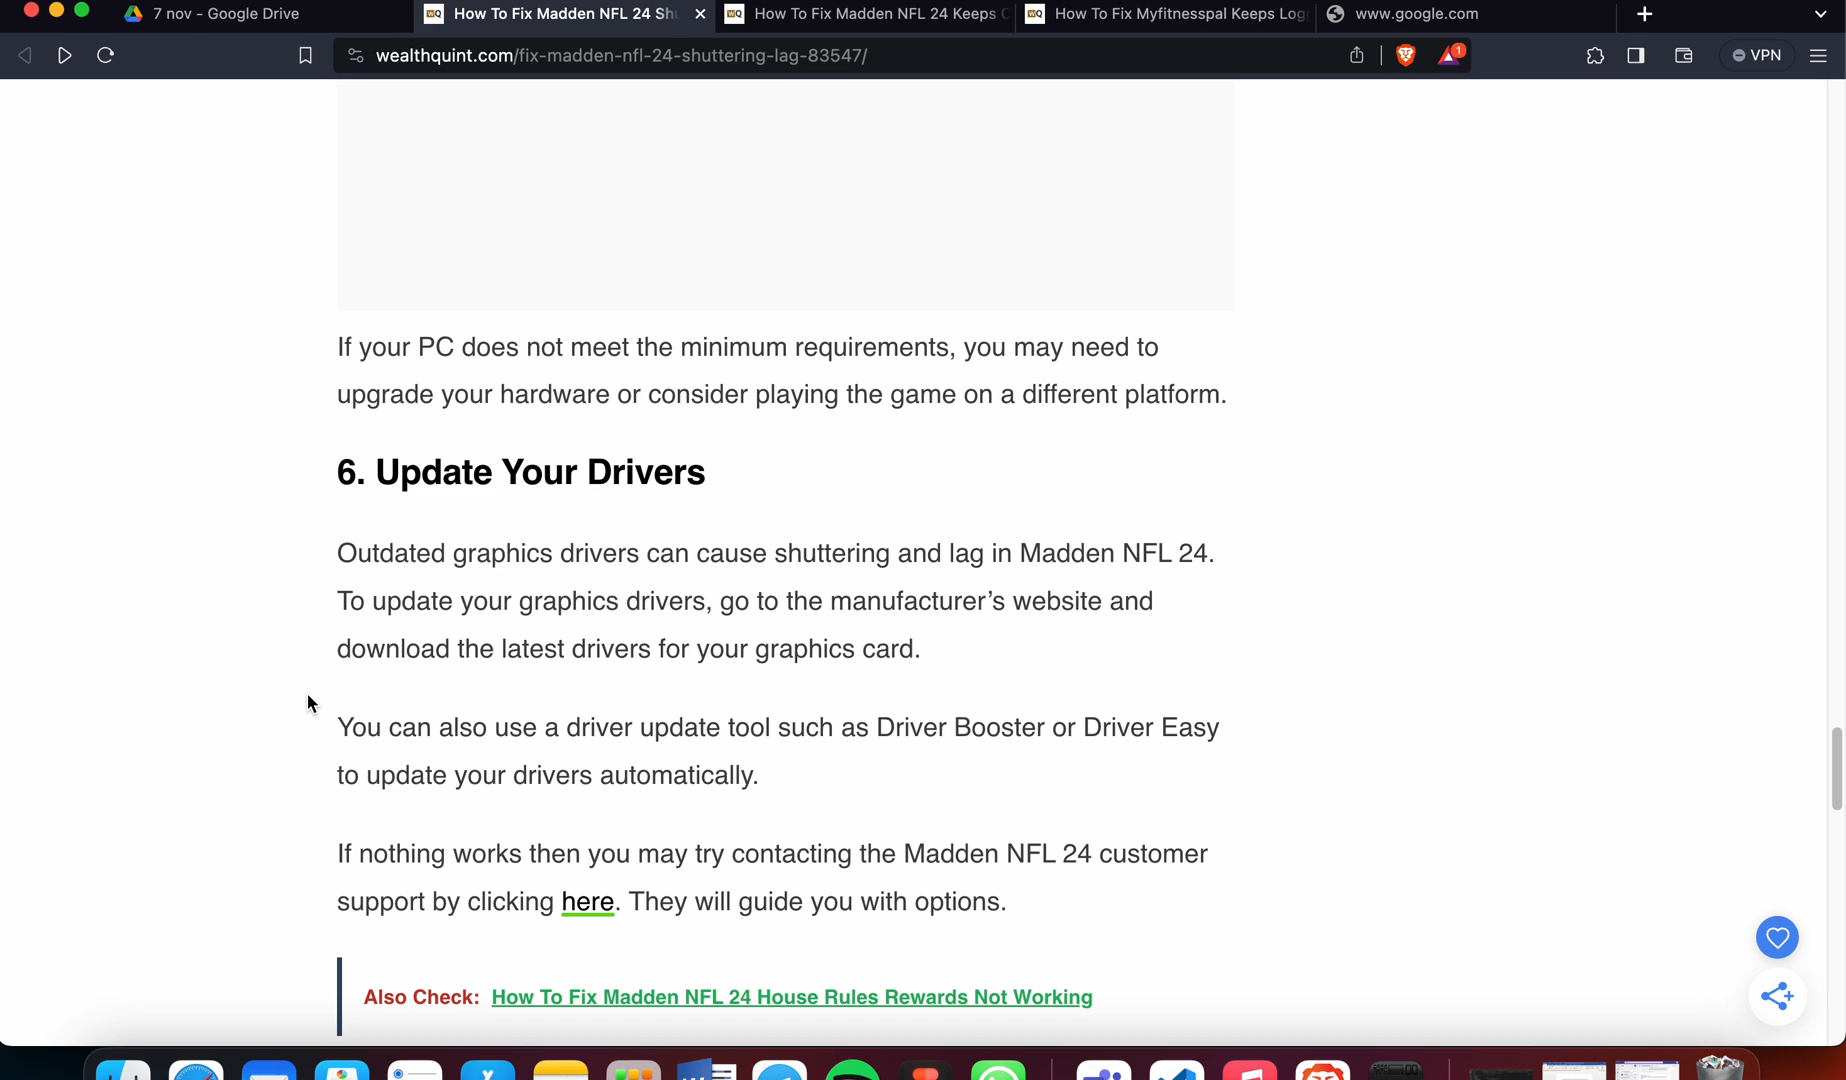 7 nov - Google Drive
How To Fix Madden NFL 24 Sh
How To Fix Madden NFL 24 Keeps C
How To Fix Myfitnesspal Keeps Log
www.google.com
wealthquint.com/fix-madden-nfl-24-shuttering-lag-83547/
1
VPN
If your PC does not meet the minimum requirements, you may need to
upgrade your hardware or consider playing the game on a different platform.
6. Update Your Drivers
Outdated graphics drivers can cause shuttering and lag in Madden NFL 24.
To update your graphics drivers, go to the manufacturer’s website and
download the latest drivers for your graphics card.
You can also use a driver update tool such as Driver Booster or Driver Easy
to update your drivers automatically.
If nothing works then you may try contacting the Madden NFL 24 customer
support by clicking here. They will guide you with options.
Also Check: How To Fix Madden NFL 24 House Rules Rewards Not Working